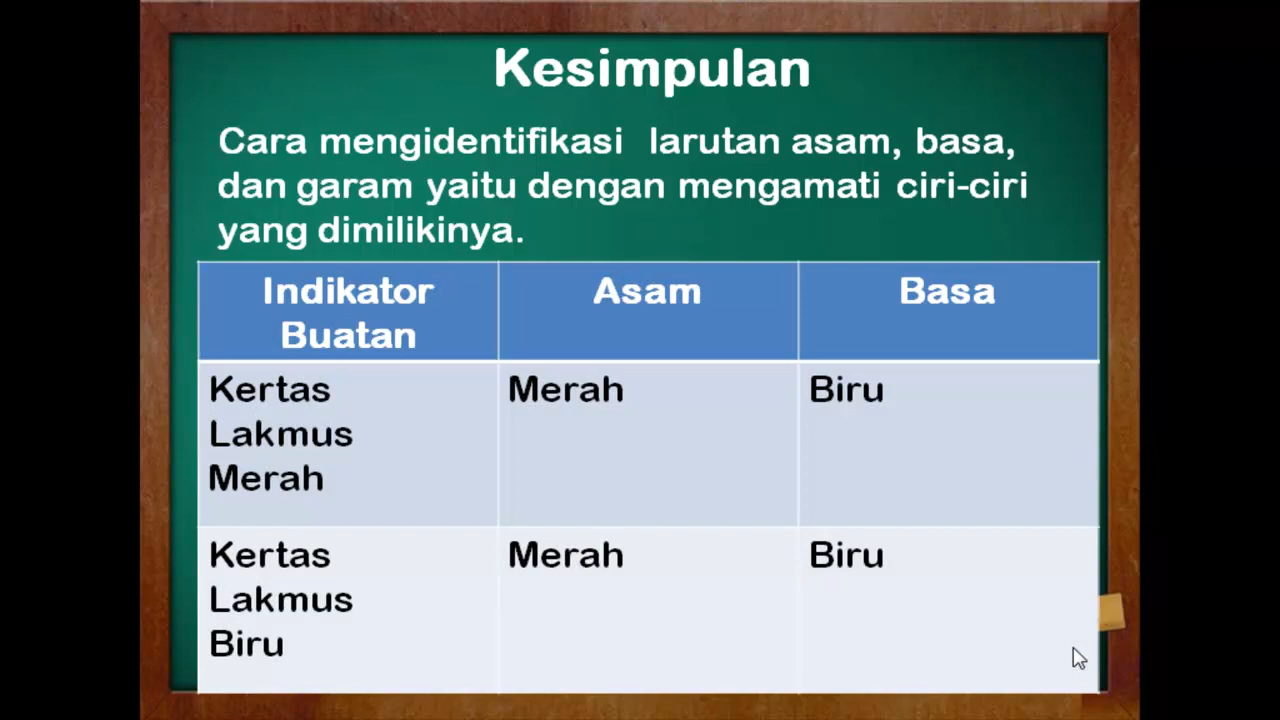 Kesimpulan
Cara mengidentifikasi larutan asam, basa,
dan garam yaitu dengan mengamati ciri-ciri
yang dimilikinya.
Indikator
Buatan
Asam
Basa
Kertas
Lakmus
Merah
Merah
Biru
Kertas
Lakmus
Biru
Merah
Biru